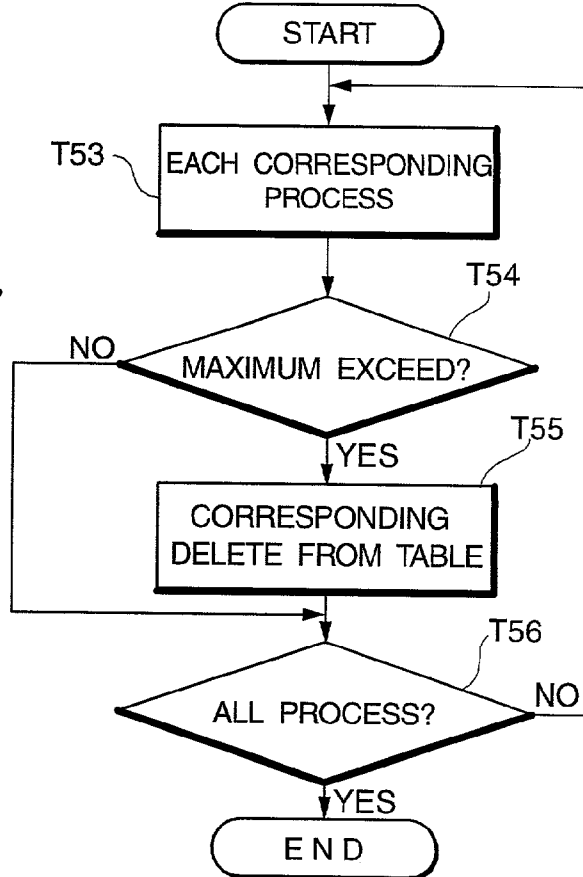 START
T53
EACH CORRESPONDING
PROCESS
T54
NO
MAXIMUM EXCEED?
YES
T55
CORRESPONDING
DELETE FROM TABLE
T56
ALL PROCESS?
NO
YES
END